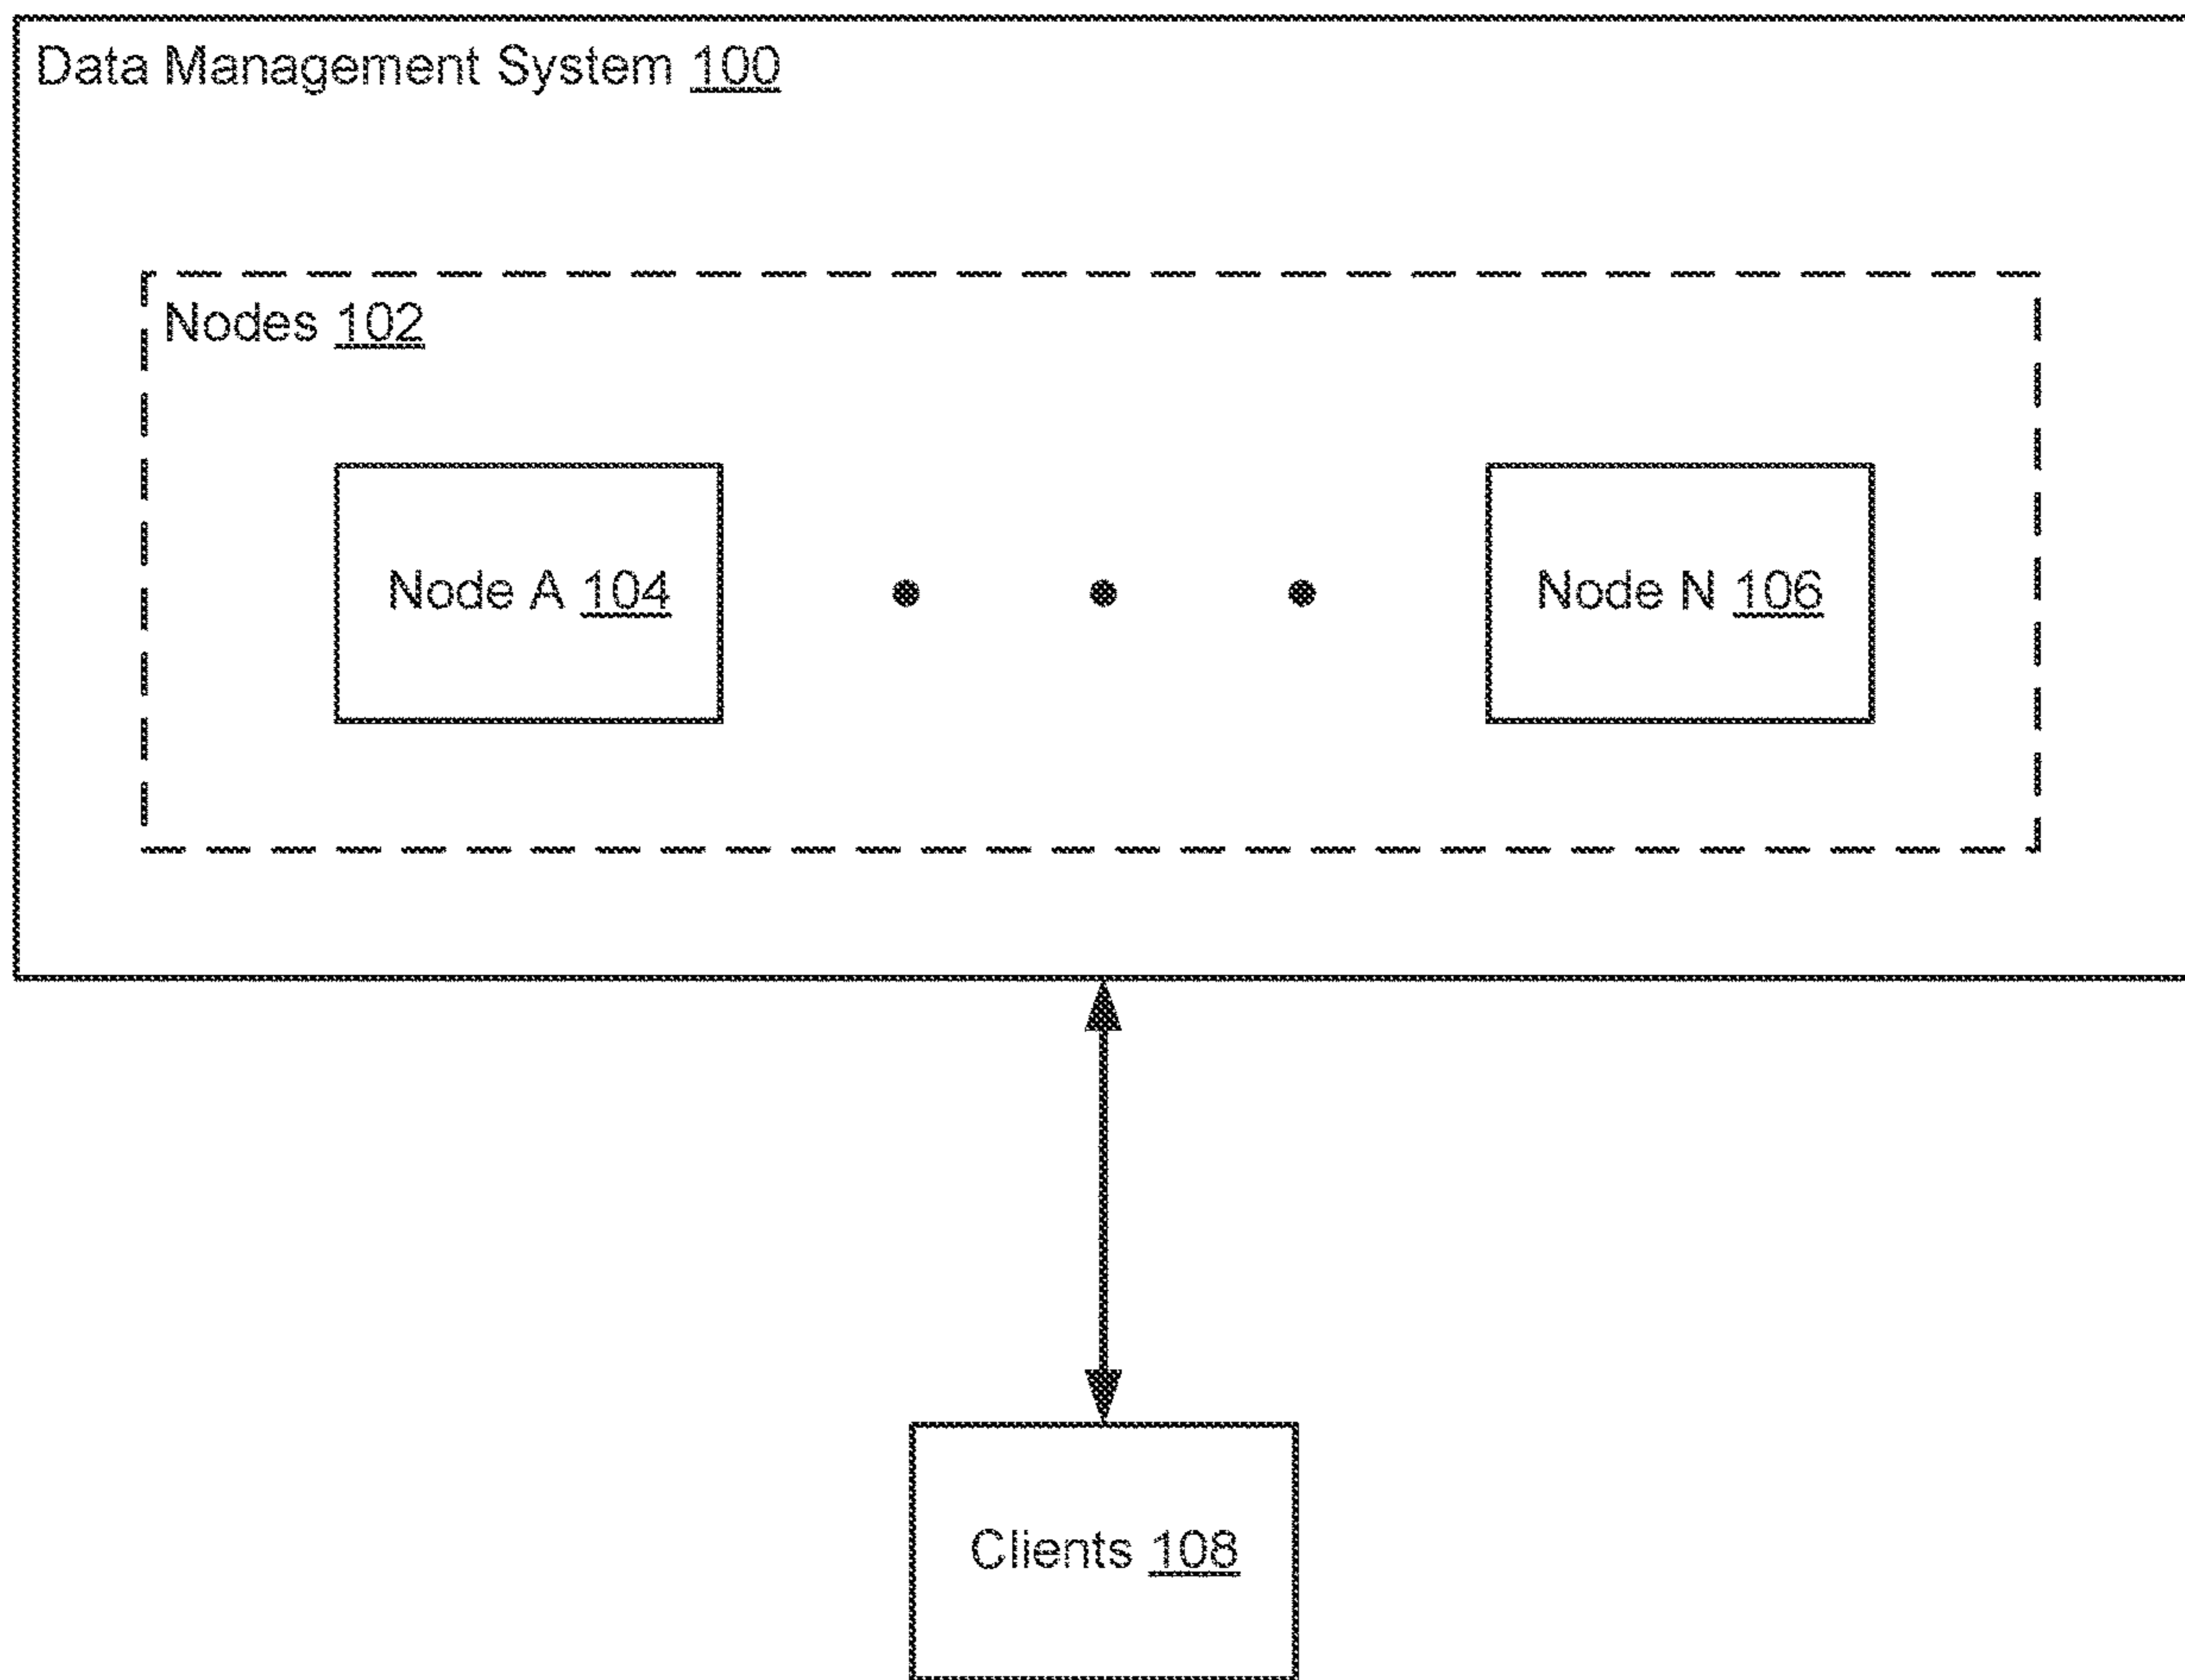 Data Management System 100
Nodes 102
Node A 104
Node N 106
Clients 108